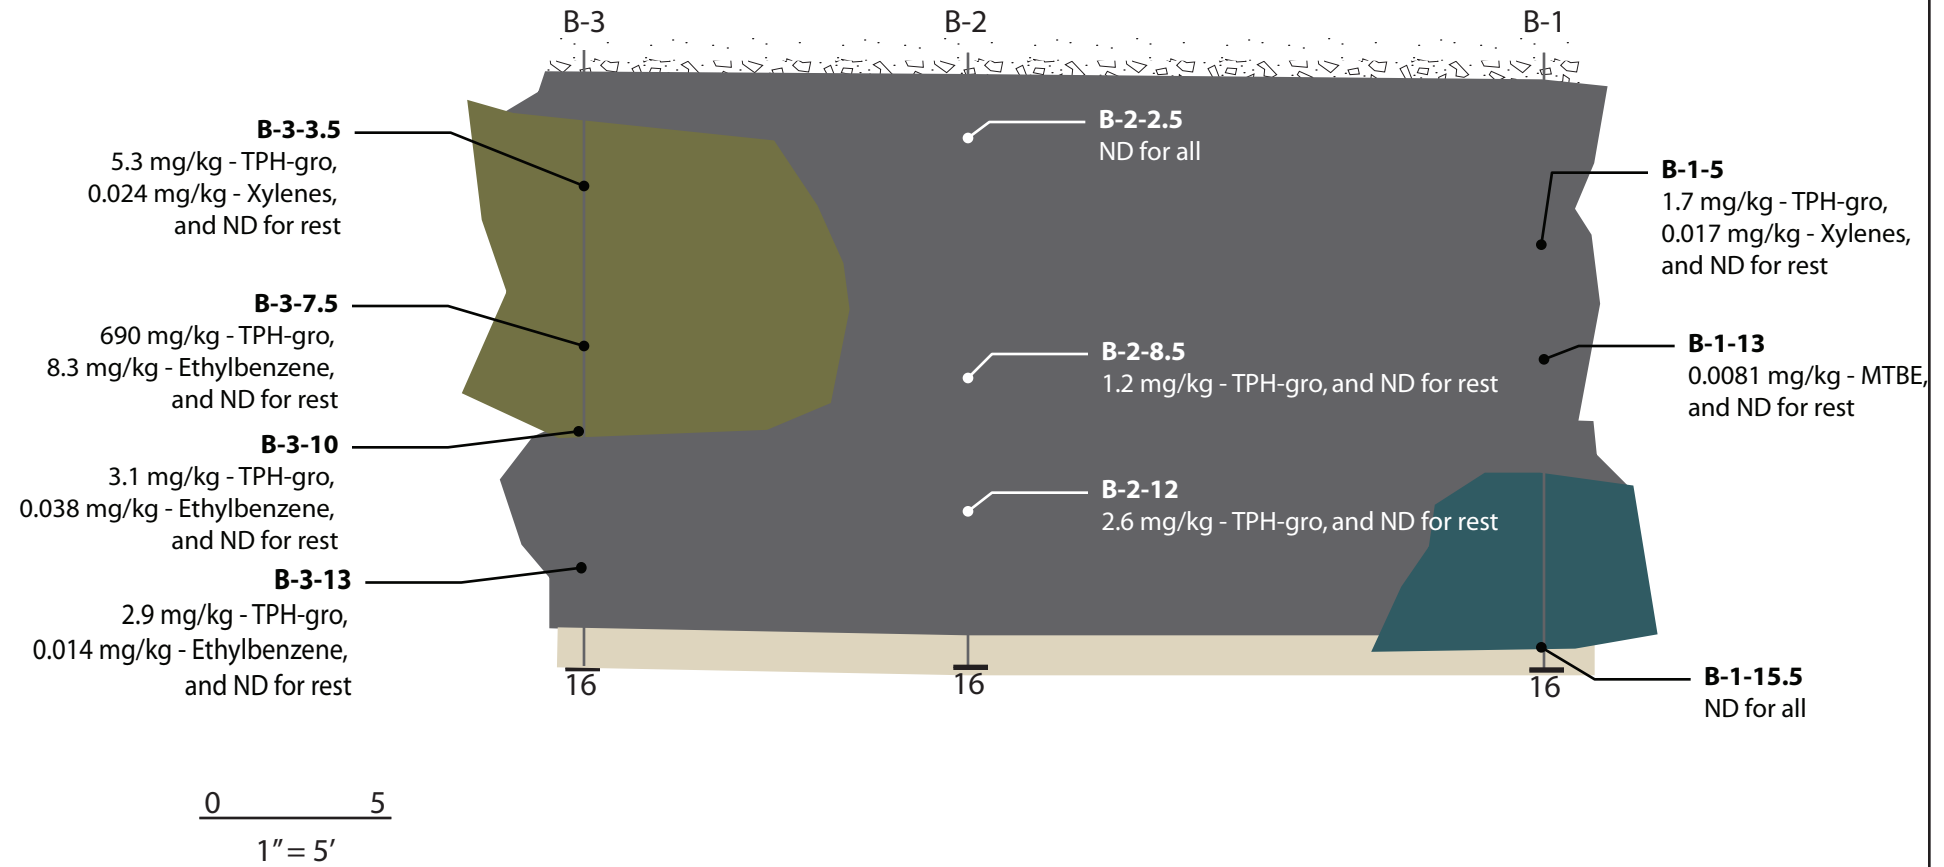 B-3
B-2
B-1
B-3-3.5
5.3 mg/kg - TPH-gro,
0.024 mg/kg - Xylenes,
and ND for rest
B-3-7.5
690 mg/kg - TPH-gro,
8.3 mg/kg - Ethylbenzene,
and ND for rest
B-3-10
3.1 mg/kg - TPH-gro,
0.038 mg/kg - Ethylbenzene,
and ND for rest
B-3-13
2.9 mg/kg - TPH-gro,
0.014 mg/kg - Ethylbenzene,
and ND for rest
B-2-2.5
ND for all
B-2-8.5
1.2 mg/kg - TPH-gro, and ND for rest
B-2-12
2.6 mg/kg - TPH-gro, and ND for rest
B-1-5
1.7 mg/kg - TPH-gro,
0.017 mg/kg - Xylenes,
and ND for rest
B-1-13
0.0081 mg/kg - MTBE,
and ND for rest
B-1-15.5
ND for all
16
16
16
0 5
1” = 5’